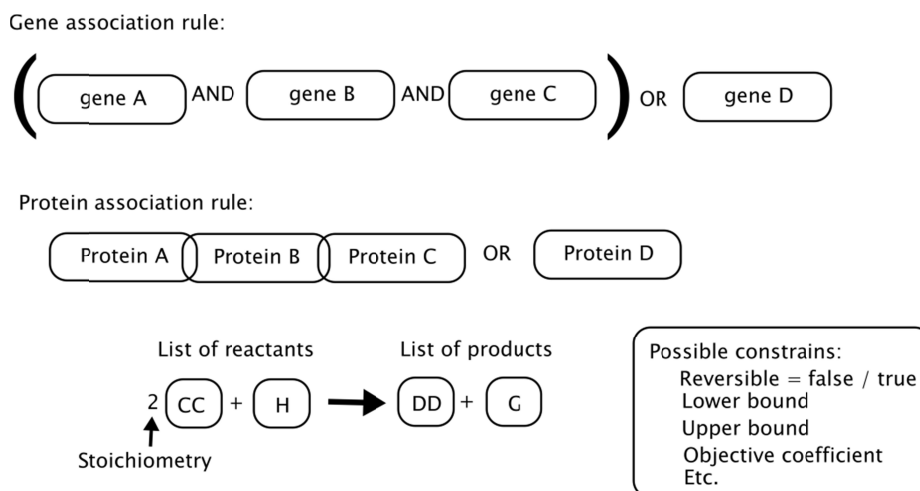 Gene association rule:
( gene A AND gene B AND gene C ) OR gene D
Protein association rule:
Protein A Protein B Protein C OR Protein D
List of reactants List of products
2 CC + H DD + G
Stoichiometry
Possible constrains:
Reversible = false / true
Lower bound
Upper bound
Objective coefficient
Etc.